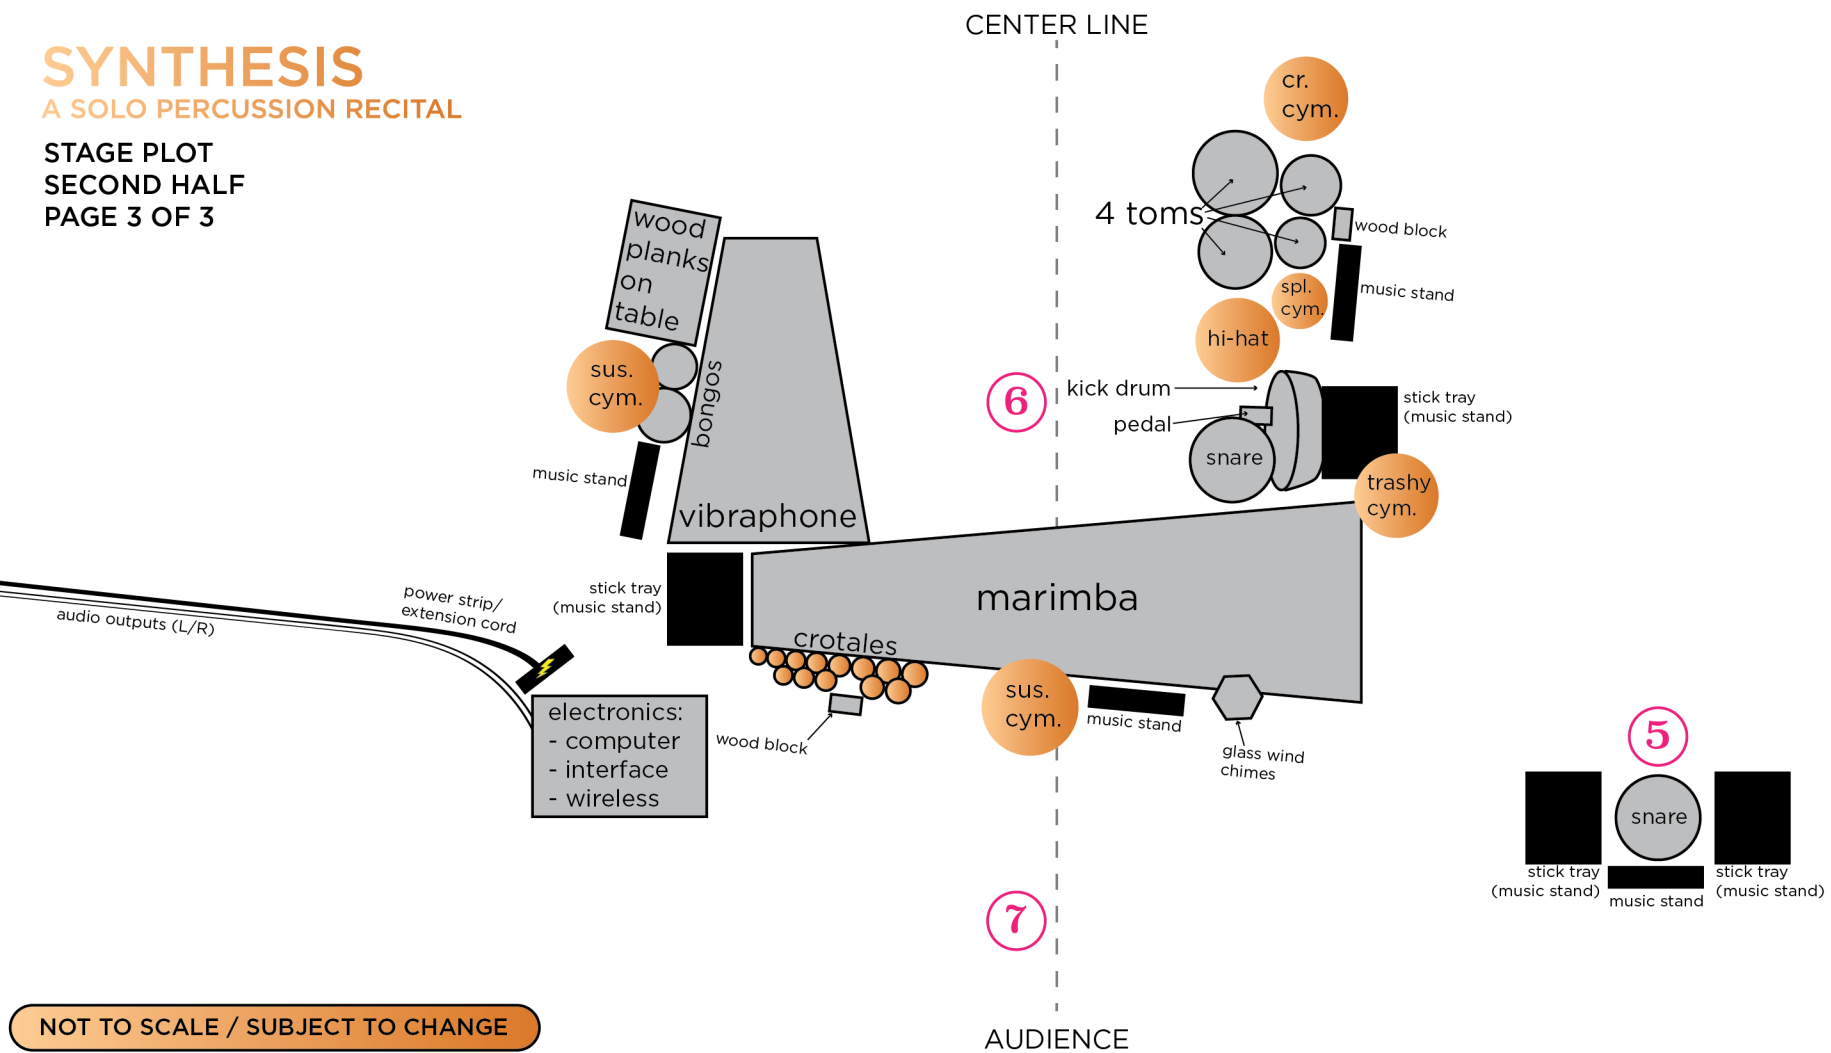 CENTER LINE
SYNTHESIS
A SOLO PERCUSSION RECITAL
STAGE PLOT
SECOND HALF
PAGE 3 OF 3
cr.
cym.
4 toms
wood block
music stand
spl.
cym.
hi-hat
wood
planks
on
table
sus.
cym.
bongos
music stand
vibraphone
6
kick drum
pedal
snare
stick tray
(music stand)
trashy
cym.
stick tray
(music stand)
marimba
crotales
power strip/
extension cord
audio outputs (L/R)
electronics:
- computer
- interface
- wireless
wood block
sus.
cym.
music stand
glass wind
chimes
5
snare
stick tray
(music stand)
music stand
stick tray
(music stand)
7
NOT TO SCALE / SUBJECT TO CHANGE
AUDIENCE